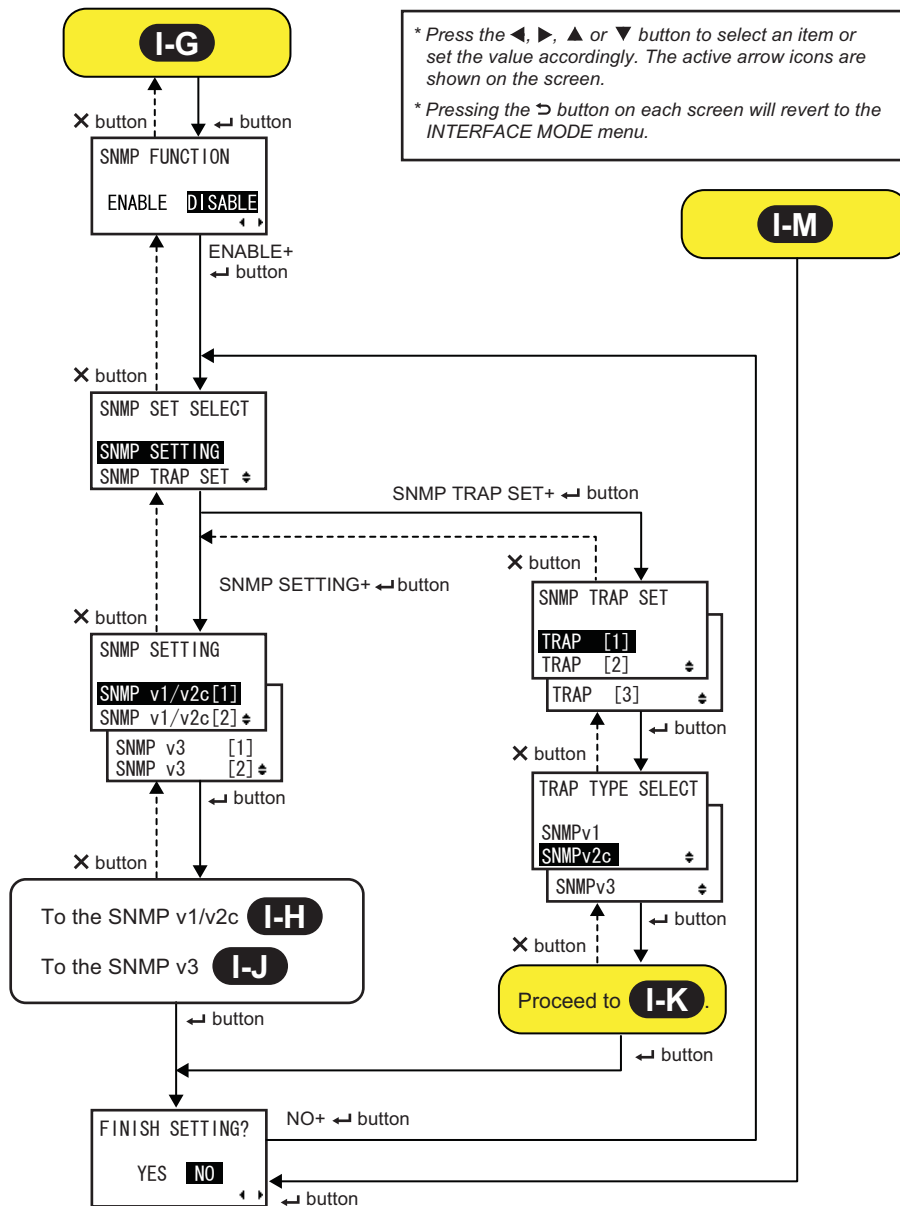 I-G
* Press the ◀, ▶, ▲ or ▼ button to select an item or
set the value accordingly. The active arrow icons are
shown on the screen.
* Pressing the ⮌ button on each screen will revert to the
INTERFACE MODE menu.
✕ button
↵ button
SNMP FUNCTION
ENABLE DISABLE
I-M
ENABLE+
↵ button
✕ button
SNMP SET SELECT
SNMP SETTING
SNMP TRAP SET
SNMP TRAP SET+ ↵ button
✕ button
SNMP SETTING+ ↵ button
SNMP TRAP SET
TRAP [1]
TRAP [2]
TRAP [3]
✕ button
SNMP SETTING
SNMP v1/v2c[1]
SNMP v1/v2c[2]
SNMP v3 [1]
SNMP v3 [2]
↵ button
✕ button
↵ button
TRAP TYPE SELECT
SNMPv1
SNMPv2c
SNMPv3
✕ button
To the SNMP v1/v2c I-H
To the SNMP v3 I-J
↵ button
✕ button
Proceed to I-K.
↵ button
↵ button
FINISH SETTING?
YES NO
NO+ ↵ button
↵ button